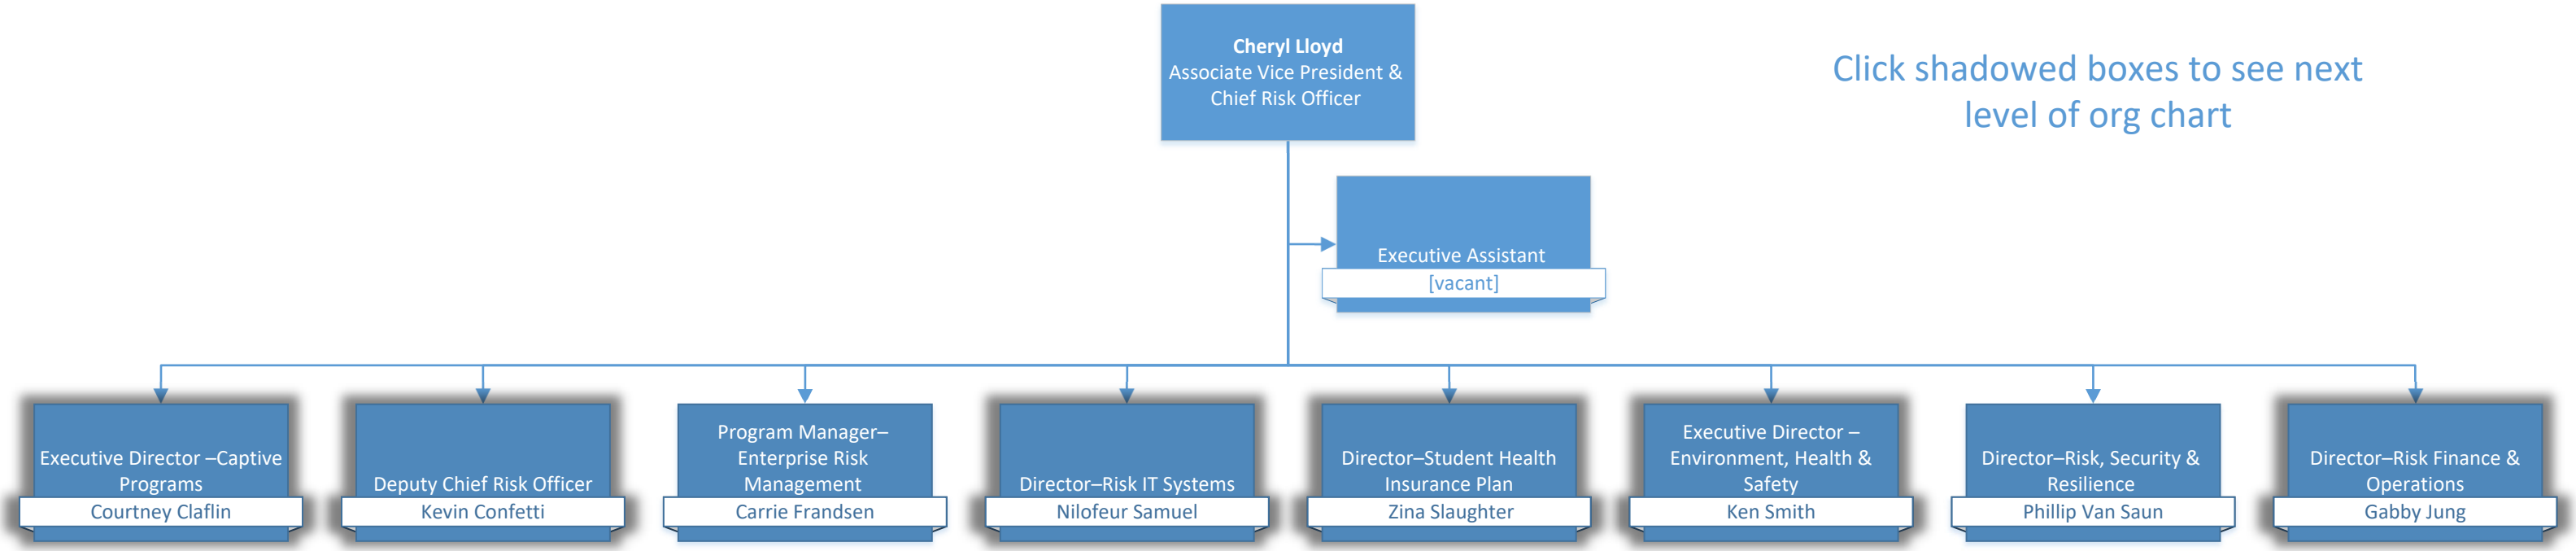 Cheryl Lloyd
Associate Vice President &
Chief Risk Officer
Click shadowed boxes to see next
level of org chart
Executive Assistant
[vacant]
Executive Director –Captive
Programs
Courtney Claflin
Deputy Chief Risk Officer
Kevin Confetti
Program Manager–
Enterprise Risk
Management
Carrie Frandsen
Director–Risk IT Systems
Nilofeur Samuel
Director–Student Health
Insurance Plan
Zina Slaughter
Executive Director –
Environment, Health &
Safety
Ken Smith
Director–Risk, Security &
Resilience
Phillip Van Saun
Director–Risk Finance &
Operations
Gabby Jung